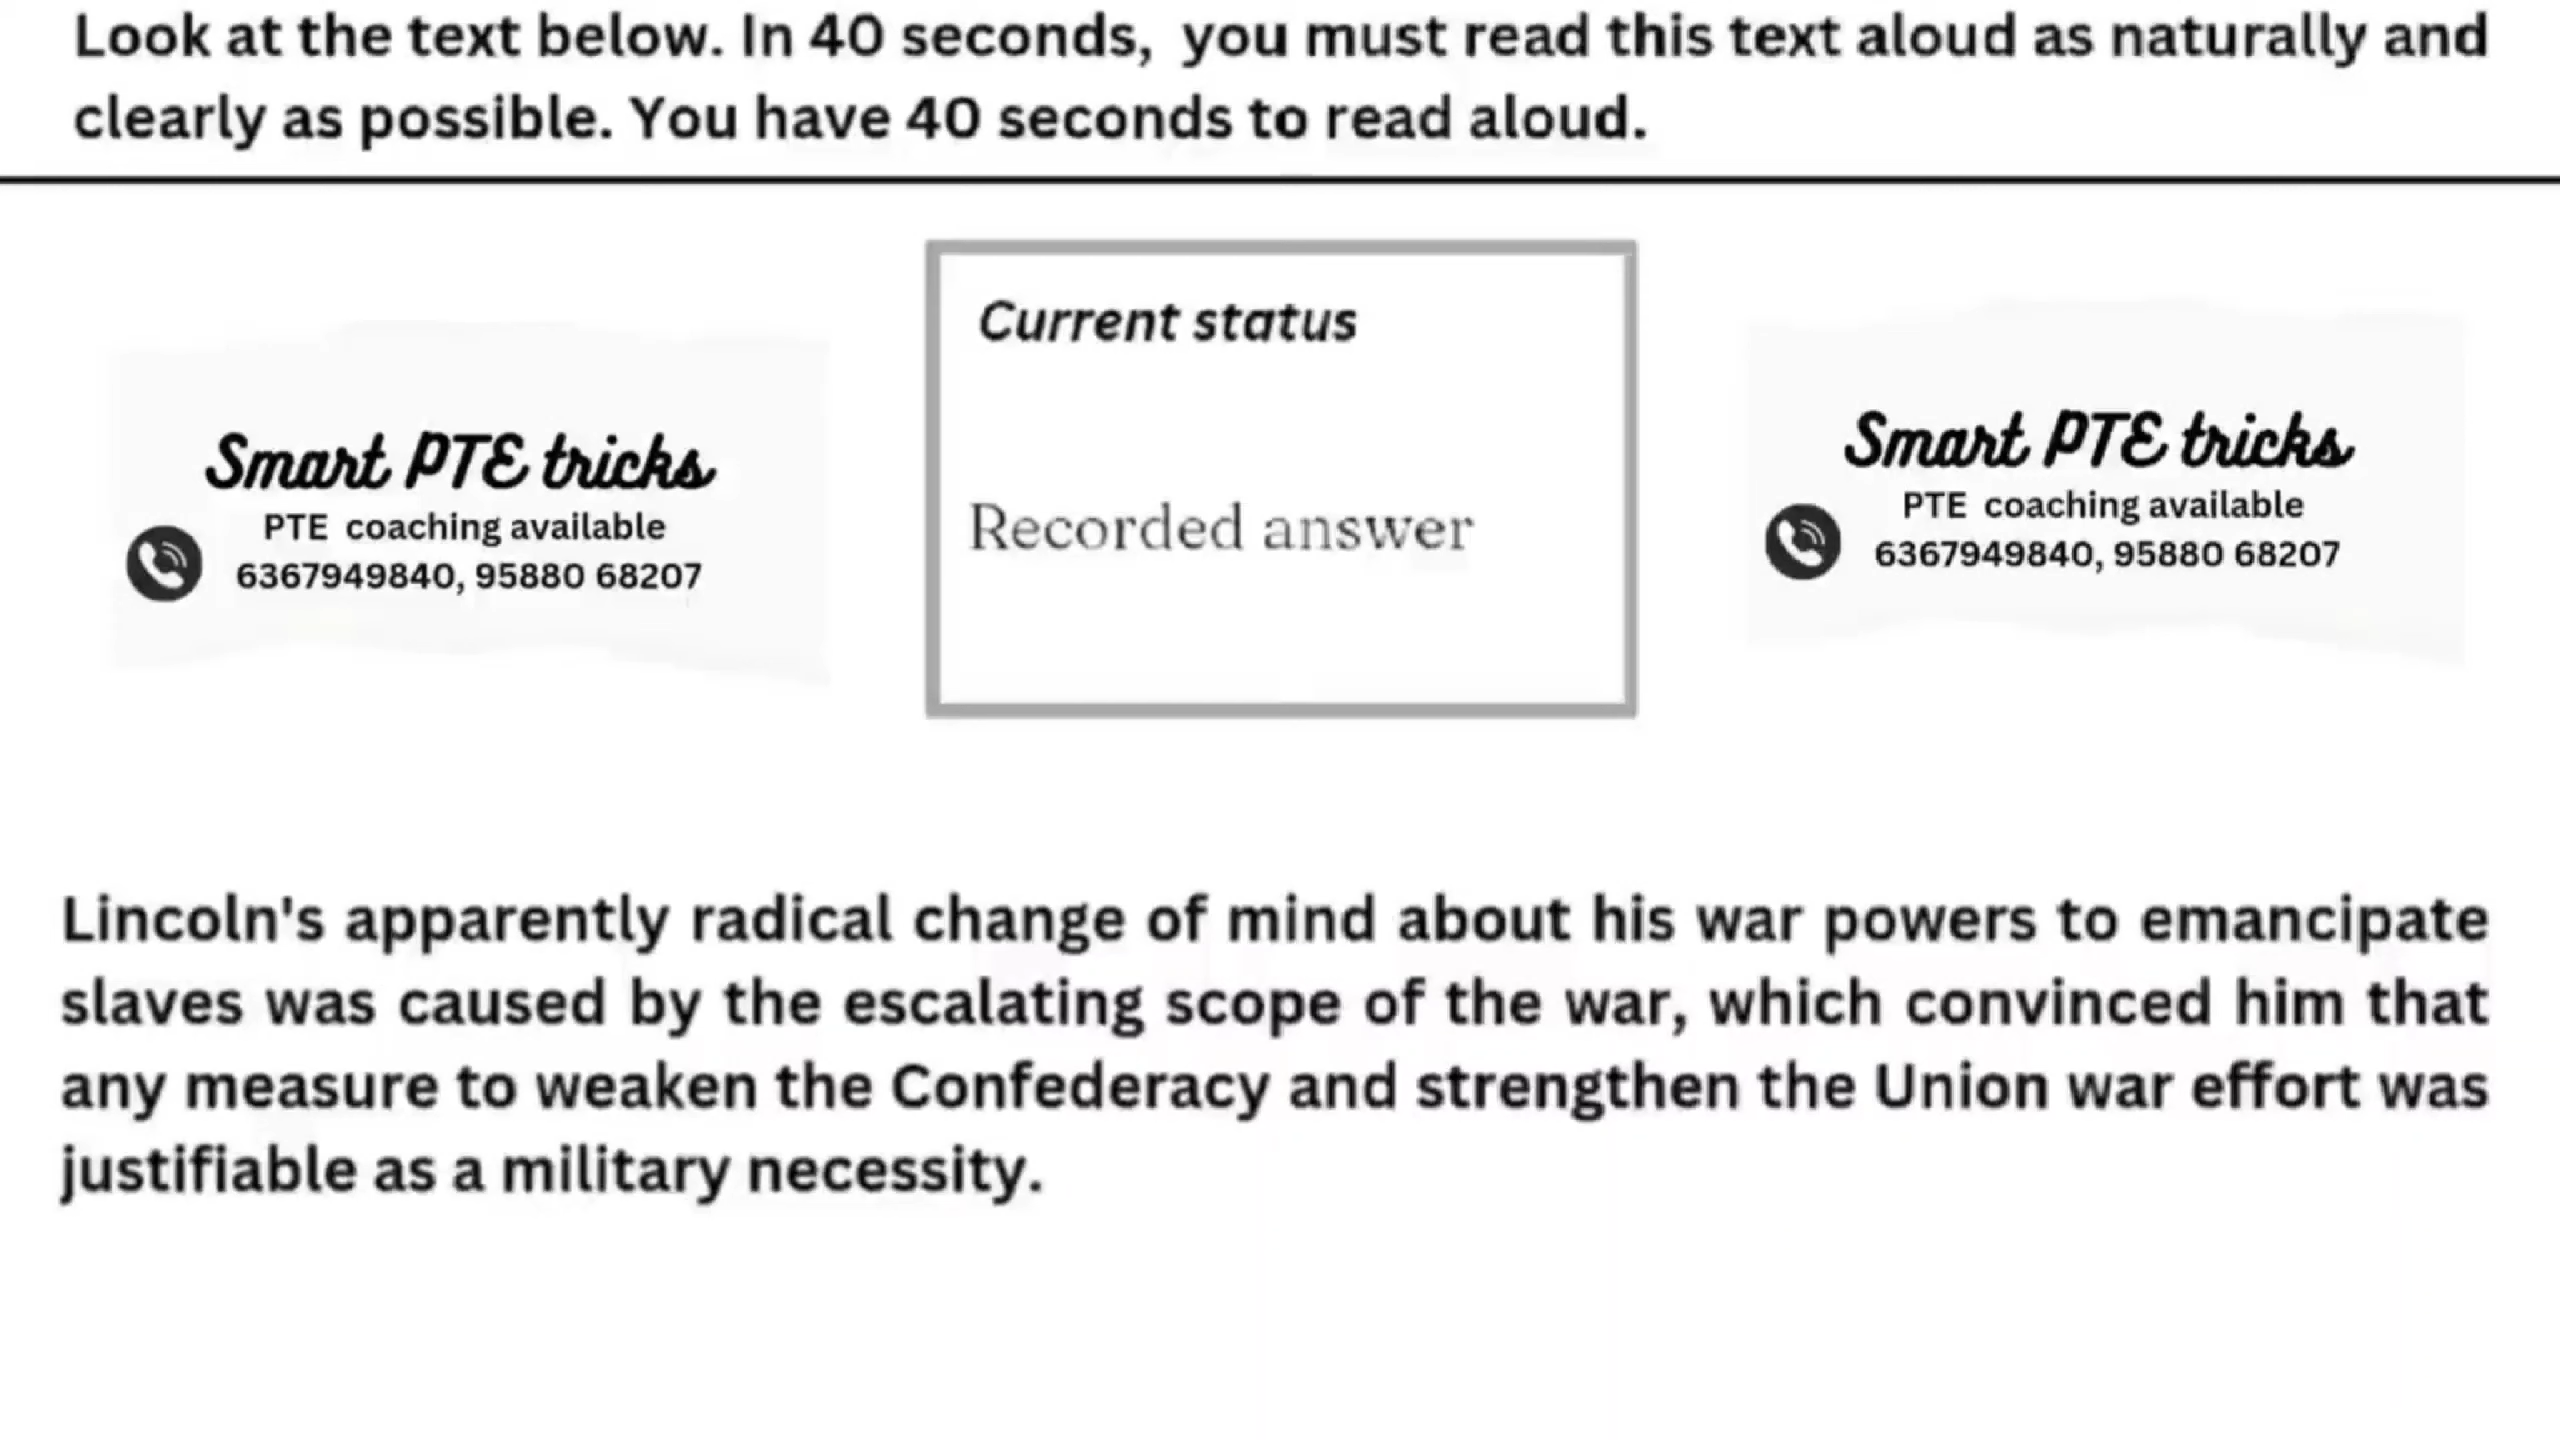 Look at the text below. In 40 seconds, you must read this text aloud as naturally and
clearly as possible. You have 40 seconds to read aloud.
Smart PTE tricks
PTE coaching available
6367949840, 95880 68207
Current status
Recorded answer
Smart PTE tricks
PTE coaching available
6367949840, 95880 68207
Lincoln's apparently radical change of mind about his war powers to emancipate
slaves was caused by the escalating scope of the war, which convinced him that
any measure to weaken the Confederacy and strengthen the Union war effort was
justifiable as a military necessity.